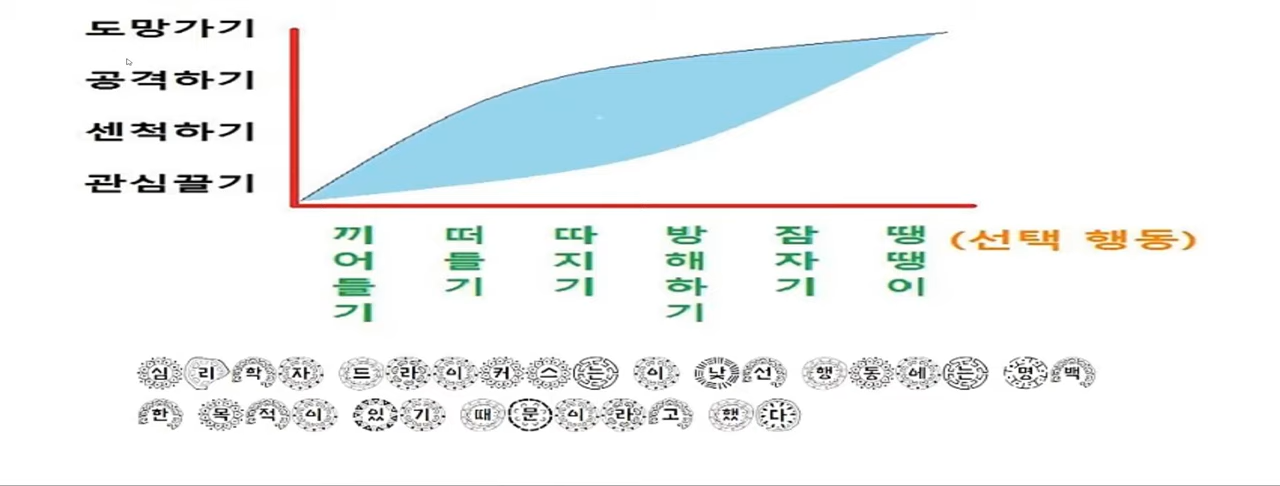 도망가기
공격하기
센척하기
관심끌기
끼어들기
떠들기
따지기
방해하기
잠자기
땡땡이
(선택 행동)
심리학자 드라이커스는 이 낯선 행동에는 명백
한 목적이 있기 때문이라고 했다